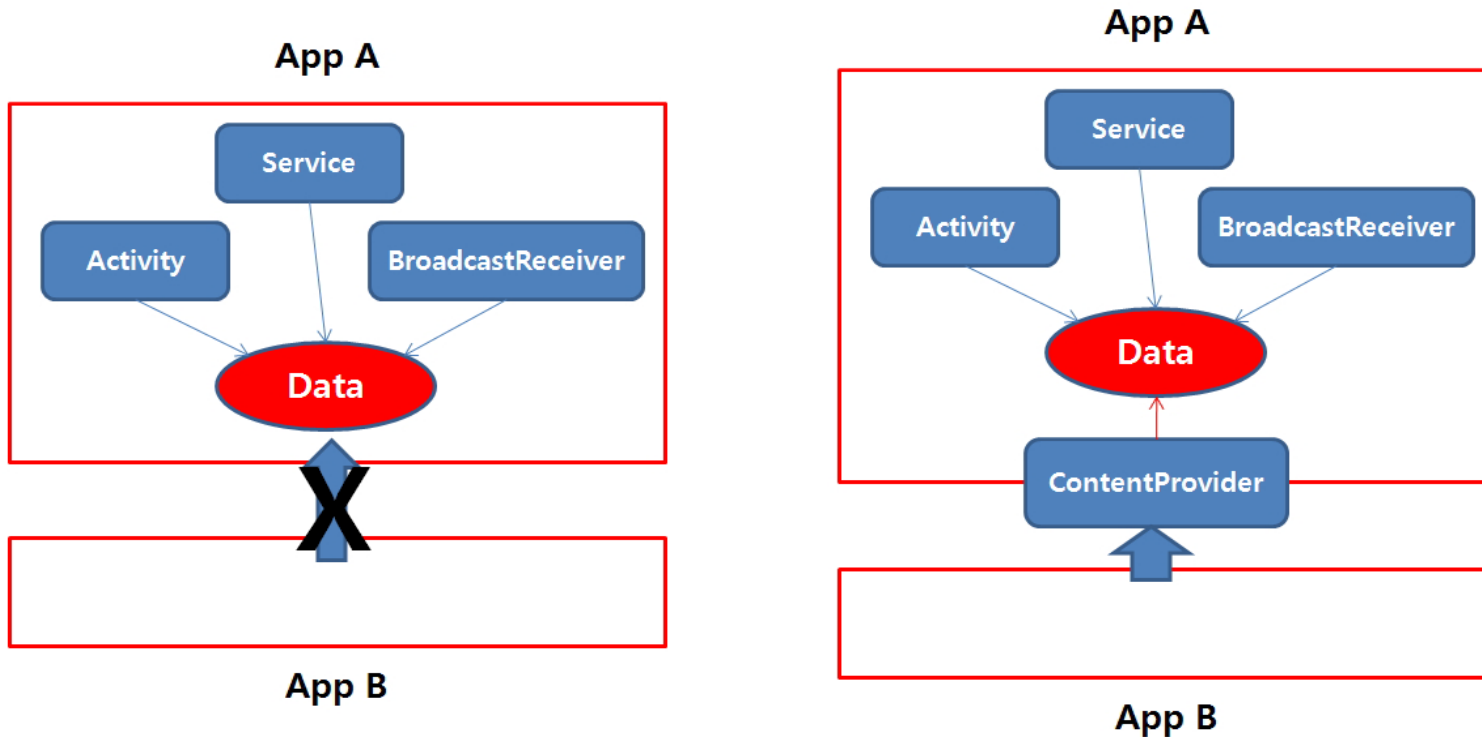 App A
Service
Activity
BroadcastReceiver
Data
X
App B
App A
Service
Activity
BroadcastReceiver
Data
ContentProvider
App B